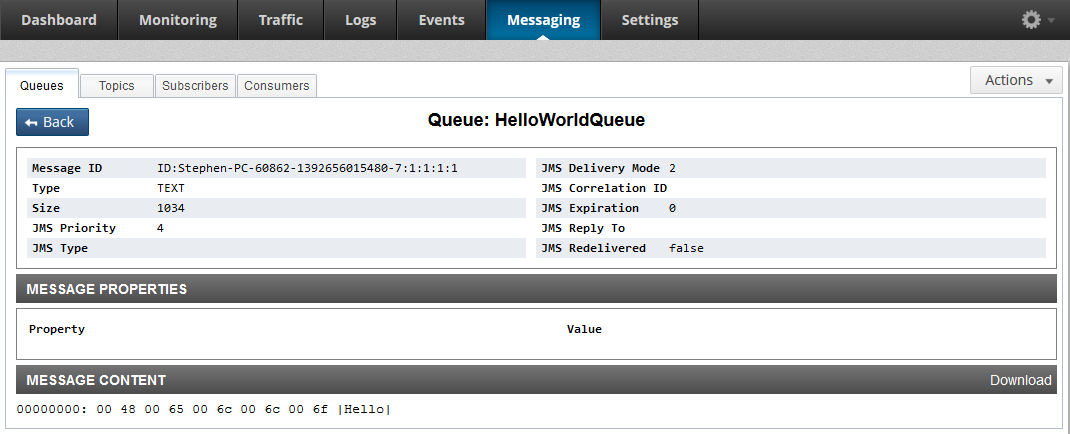 Dashboard Monitoring Traffic Logs Events Messaging Settings
Queues Topics Subscribers Consumers Actions
Back Queue: HelloWorldQueue
Message ID ID:Stephen-PC-60862-1392656015480-7:1:1:1:1 JMS Delivery Mode 2
Type TEXT JMS Correlation ID
Size 1034 JMS Expiration 0
JMS Priority 4 JMS Reply To
JMS Type JMS Redelivered false
MESSAGE PROPERTIES
Property Value
MESSAGE CONTENT Download
00000000: 00 48 00 65 00 6c 00 6c 00 6f |Hello|